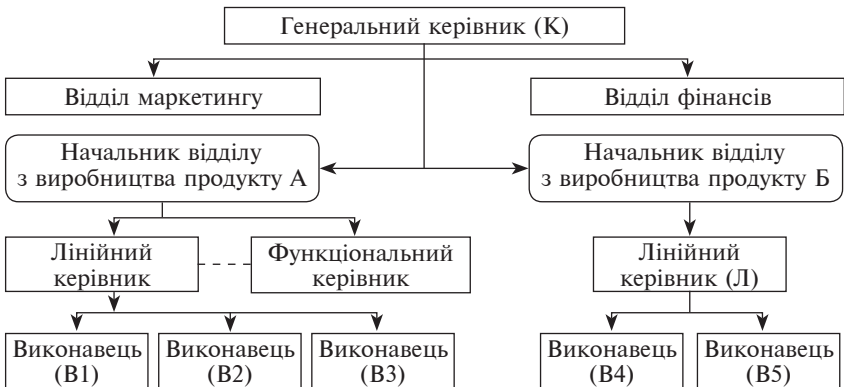 Генеральний керівник (К)
Відділ маркетингу
Відділ фінансів
Начальник відділу
з виробництва продукту А
Начальник відділу
з виробництва продукту Б
Лінійний
керівник
Функціональний
керівник
Лінійний
керівник (Л)
Виконавець
(В1)
Виконавець
(В2)
Виконавець
(В3)
Виконавець
(В4)
Виконавець
(В5)